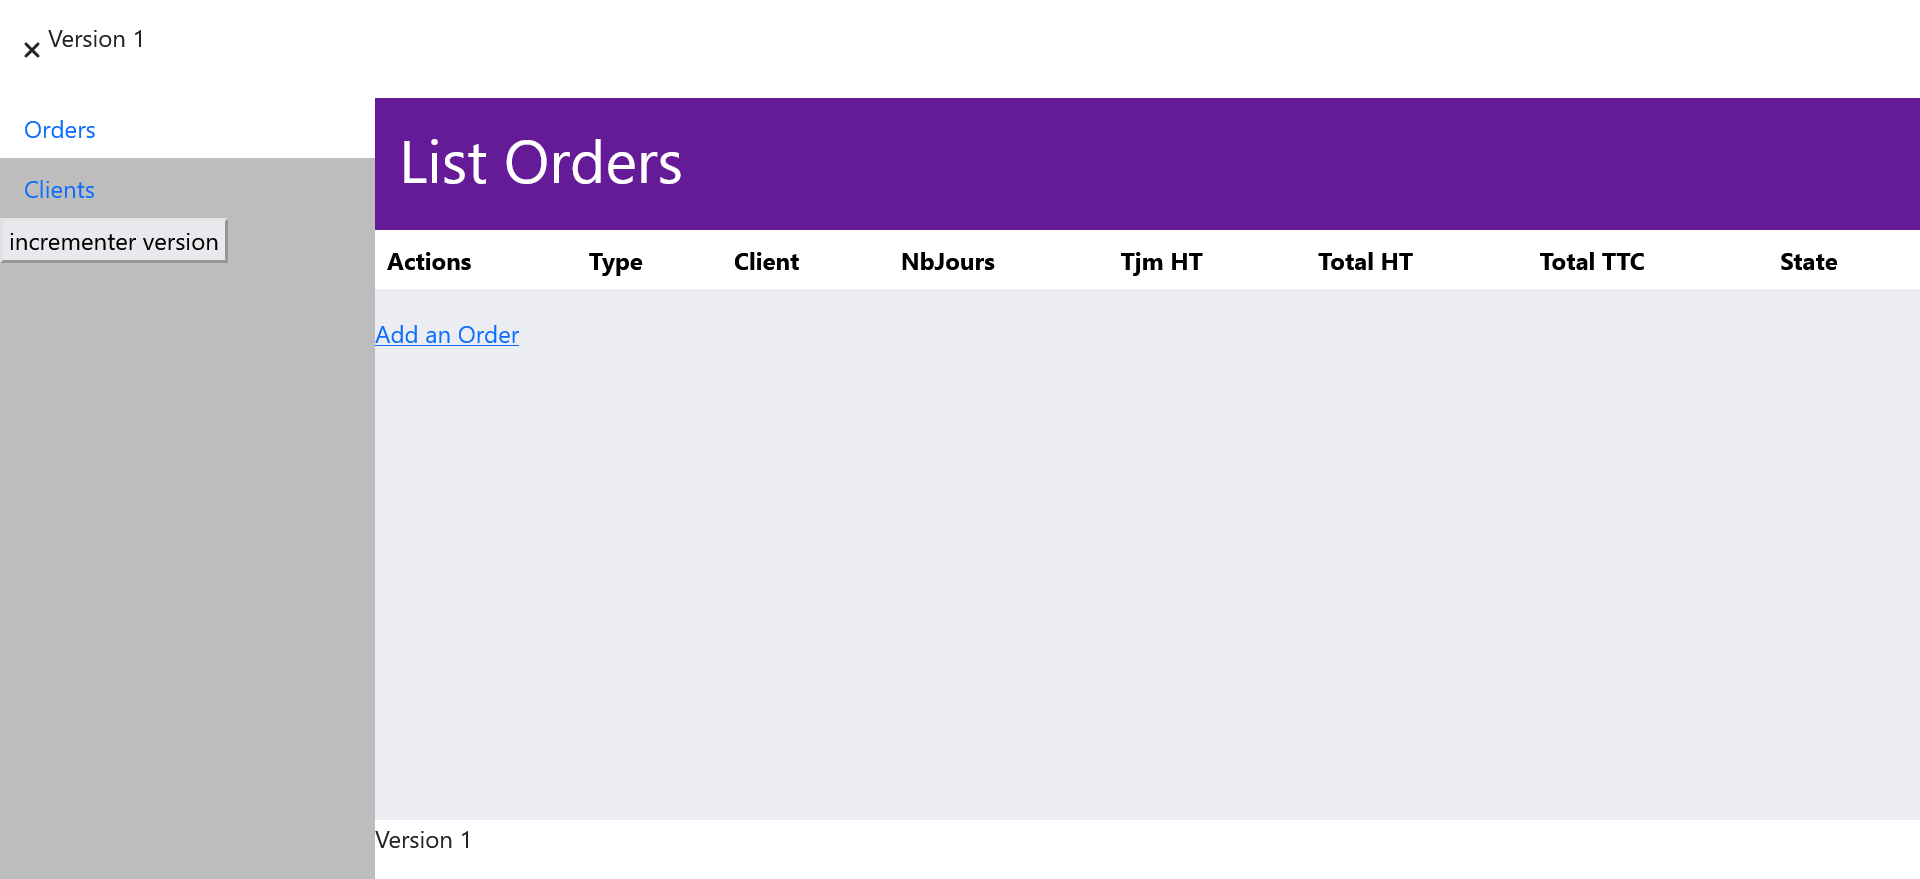 Version 1
Orders
Clients
incrementer version
List Orders
Actions Type Client NbJours Tjm HT Total HT Total TTC State
Add an Order
Version 1